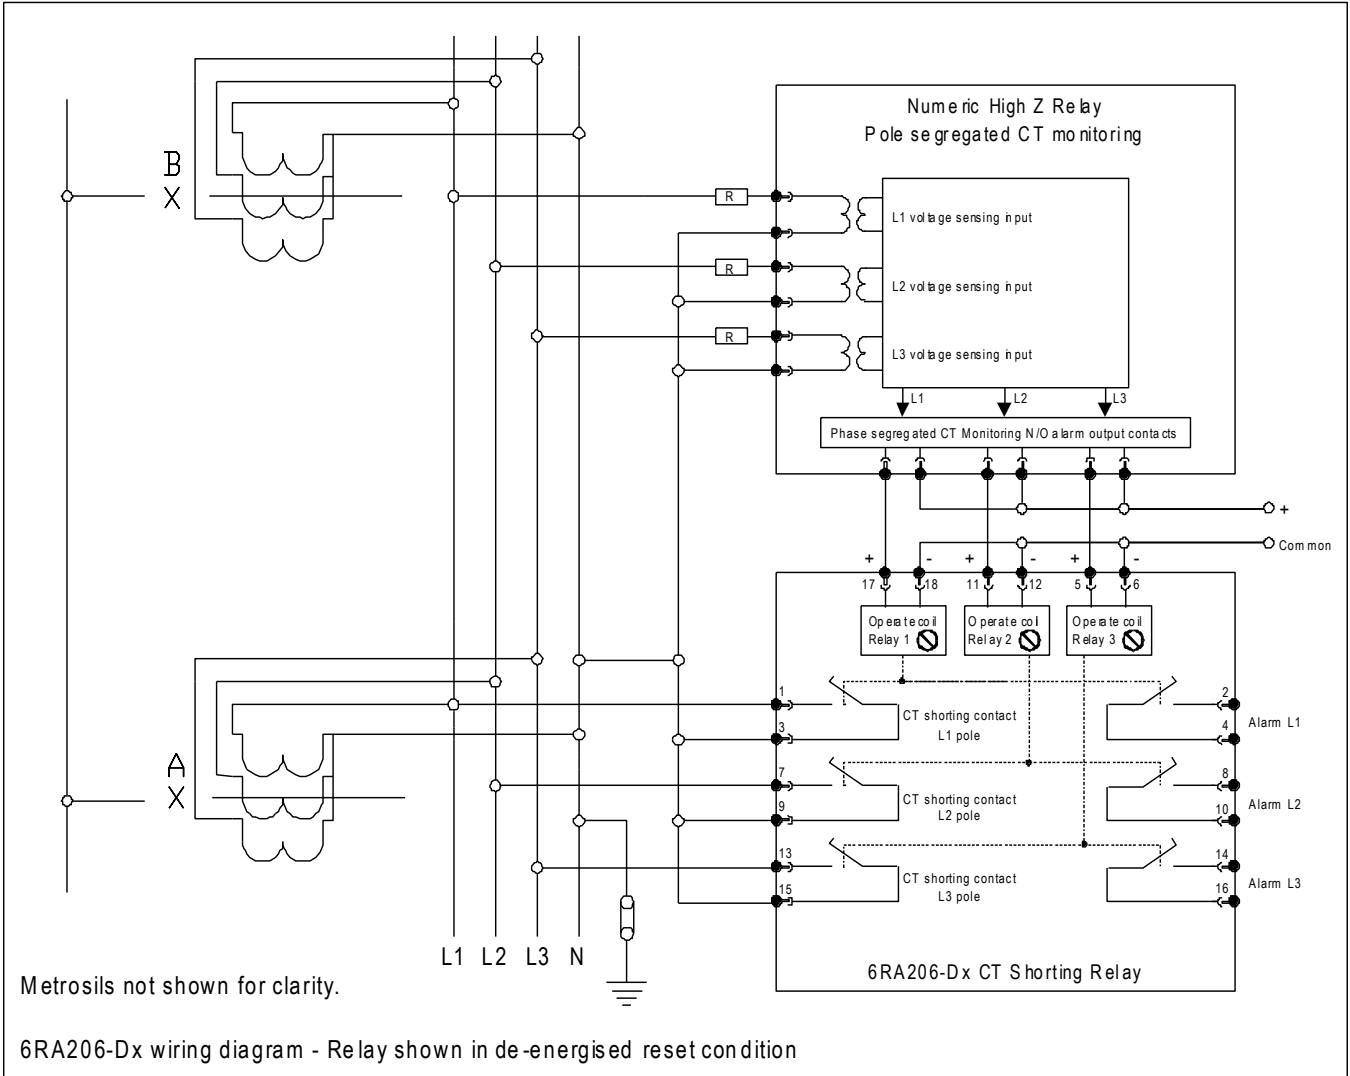 Numeric High Z Relay
Pole segregated CT monitoring
B
X
R
L1 voltage sensing input
R
L2 voltage sensing input
R
L3 voltage sensing input
L1
L2
L3
Phase segregated CT Monitoring N/O alarm output contacts
+
Common
+
-
+
-
+
-
17
18
11
12
5
6
Operate coil
Relay 1
Operate coil
Relay 2
Operate coil
Relay 3
1
2
CT shorting contact
L1 pole
3
4
Alarm L1
A
X
7
8
CT shorting contact
L2 pole
9
10
Alarm L2
13
14
CT shorting contact
L3 pole
15
16
Alarm L3
L1
L2
L3
N
6RA206-Dx CT Shorting Relay
Metrosils not shown for clarity.
6RA206-Dx wiring diagram - Relay shown in de-energised reset condition